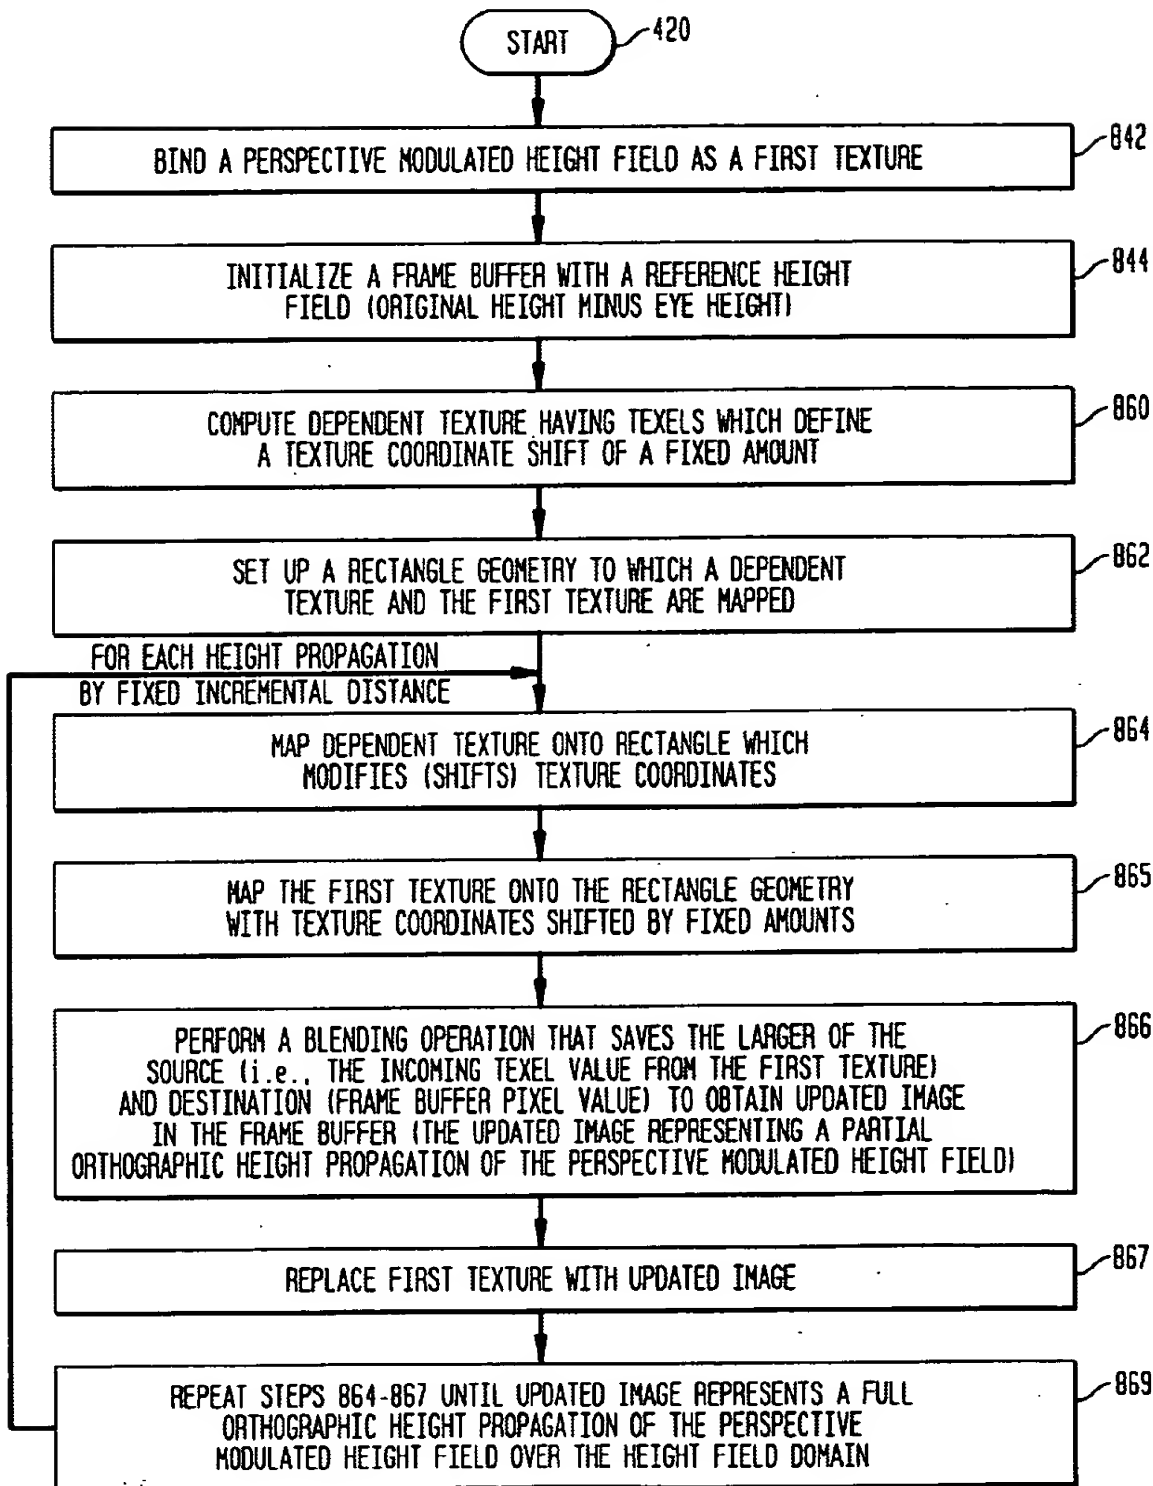 START
420
BIND A PERSPECTIVE MODULATED HEIGHT FIELD AS A FIRST TEXTURE
842
INITIALIZE A FRAME BUFFER WITH A REFERENCE HEIGHT
FIELD (ORIGINAL HEIGHT MINUS EYE HEIGHT)
844
COMPUTE DEPENDENT TEXTURE HAVING TEXELS WHICH DEFINE
A TEXTURE COORDINATE SHIFT OF A FIXED AMOUNT
860
SET UP A RECTANGLE GEOMETRY TO WHICH A DEPENDENT
TEXTURE AND THE FIRST TEXTURE ARE MAPPED
862
FOR EACH HEIGHT PROPAGATION
BY FIXED INCREMENTAL DISTANCE
MAP DEPENDENT TEXTURE ONTO RECTANGLE WHICH
MODIFIES (SHIFTS) TEXTURE COORDINATES
864
MAP THE FIRST TEXTURE ONTO THE RECTANGLE GEOMETRY
WITH TEXTURE COORDINATES SHIFTED BY FIXED AMOUNTS
865
PERFORM A BLENDING OPERATION THAT SAVES THE LARGER OF THE
SOURCE (i.e., THE INCOMING TEXEL VALUE FROM THE FIRST TEXTURE)
AND DESTINATION (FRAME BUFFER PIXEL VALUE) TO OBTAIN UPDATED IMAGE
IN THE FRAME BUFFER (THE UPDATED IMAGE REPRESENTING A PARTIAL
ORTHOGRAPHIC HEIGHT PROPAGATION OF THE PERSPECTIVE MODULATED HEIGHT FIELD)
866
REPLACE FIRST TEXTURE WITH UPDATED IMAGE
867
REPEAT STEPS 864-867 UNTIL UPDATED IMAGE REPRESENTS A FULL
ORTHOGRAPHIC HEIGHT PROPAGATION OF THE PERSPECTIVE
MODULATED HEIGHT FIELD OVER THE HEIGHT FIELD DOMAIN
869